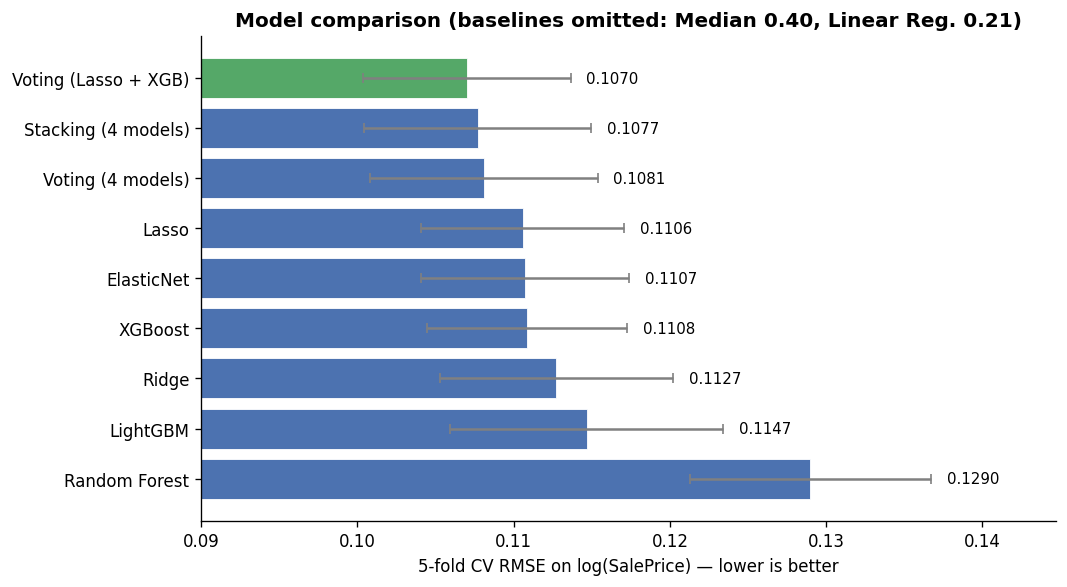 Model comparison (baselines omitted: Median 0.40, Linear Reg. 0.21)
Voting (Lasso + XGB) 0.1070
Stacking (4 models) 0.1077
Voting (4 models) 0.1081
Lasso 0.1106
ElasticNet 0.1107
XGBoost 0.1108
Ridge 0.1127
LightGBM 0.1147
Random Forest 0.1290
0.09 0.10 0.11 0.12 0.13 0.14
5-fold CV RMSE on log(SalePrice) — lower is better